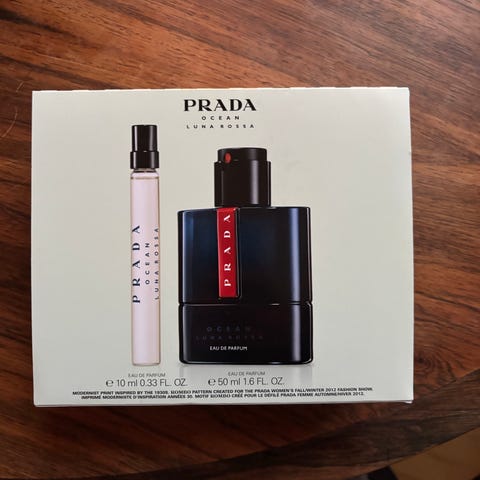 PRADA
OCEAN
LUNA ROSSA
PRADA
OCEAN
LUNA ROSSA
PRADA
OCEAN
LUNA ROSSA
EAU DE PARFUM
EAU DE PARFUM
℮ 10 ml 0.33 FL. OZ.
EAU DE PARFUM
℮ 50 ml 1.6 FL. OZ.
MODERNIST PRINT INSPIRED BY THE 1930S. ROMBO PATTERN CREATED FOR THE PRADA WOMEN'S FALL/WINTER 2012 FASHION SHOW.
IMPRIMÉ MODERNISTE D'INSPIRATION ANNÉES 30. MOTIF ROMBO CRÉÉ POUR LE DÉFILÉ PRADA FEMME AUTOMNE/HIVER 2012.